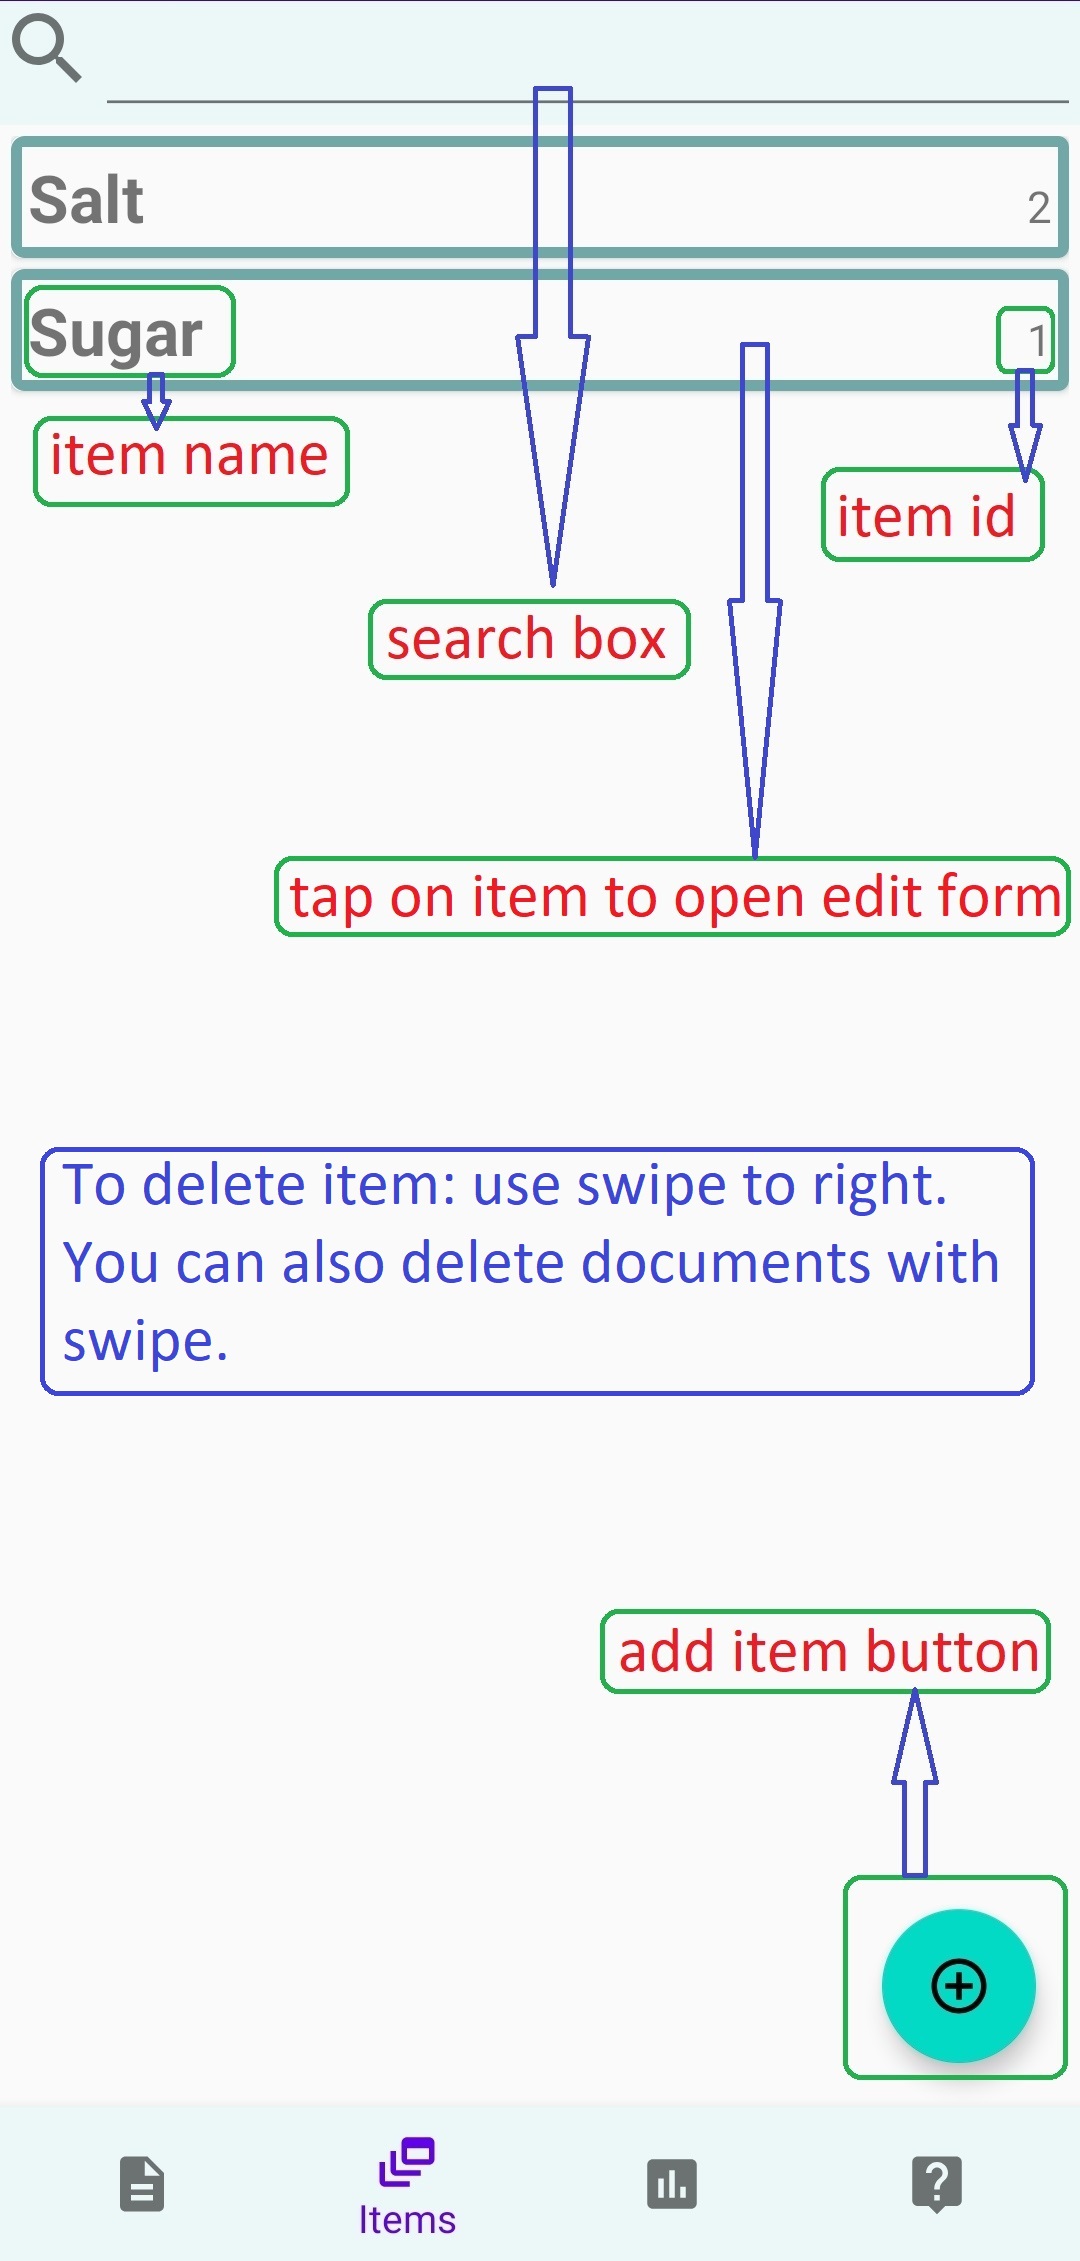 Salt
2
Sugar
1
item name
item id
search box
tap on item to open edit form
To delete item: use swipe to right.
You can also delete documents with
swipe.
add item button
Items